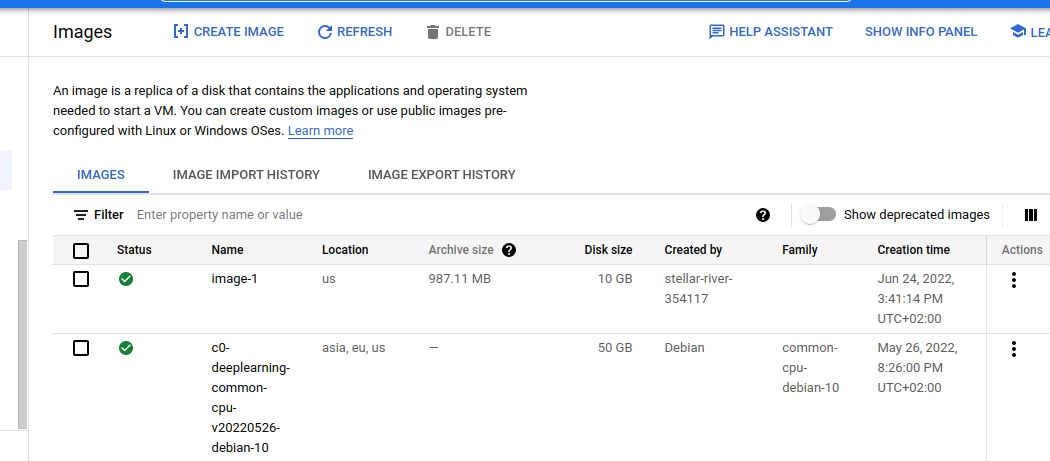 Images
CREATE IMAGE
REFRESH
DELETE
HELP ASSISTANT
SHOW INFO PANEL
An image is a replica of a disk that contains the applications and operating system
needed to start a VM. You can create custom images or use public images pre-
configured with Linux or Windows OSes. Learn more
IMAGES
IMAGE IMPORT HISTORY
IMAGE EXPORT HISTORY
Filter
Enter property name or value
Show deprecated images
Status
Name
Location
Archive size
Disk size
Created by
Family
Creation time
Actions
image-1
us
987.11 MB
10 GB
stellar-river-
354117
Jun 24, 2022,
3:41:14 PM
UTC+02:00
c0-
deeplearning-
common-
cpu-
v20220526-
debian-10
asia, eu, us
—
50 GB
Debian
common-
cpu-
debian-10
May 26, 2022,
8:26:00 PM
UTC+02:00